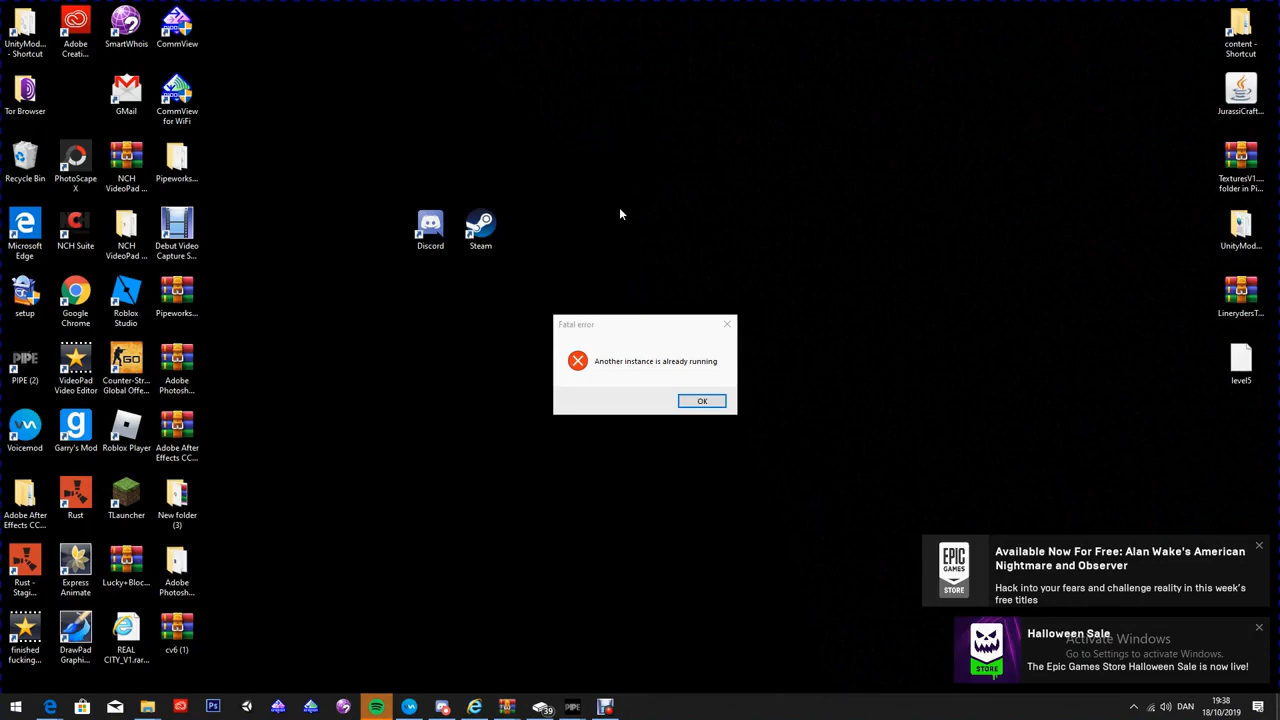 UnityMod...
- Shortcut
Adobe
Creati...
SmartWhois
CommView
Tor Browser
GMail
CommView
for WiFi
Recycle Bin
PhotoScape
X
NCH
VideoPad ...
Pipeworks...
Microsoft
Edge
NCH Suite
NCH
VideoPad ...
Debut Video
Capture S...
setup
Google
Chrome
Roblox
Studio
Pipeworks...
PIPE
PIPE (2)
VideoPad
Video Editor
GO
Counter-Str...
Global Offe...
Adobe
Photosh...
Voicemod
Garry's Mod
Roblox Player
Adobe After
Effects CC...
Adobe After
Effects CC...
Rust
TLauncher
New folder
(3)
Rust -
Stagi...
Express
Animate
Lucky+Bloc...
Adobe
Photosh...
finished
fucking...
DrawPad
Graphi...
REAL
CITY_V1.rar...
cv6 (1)
Discord
Steam
content -
Shortcut
JurassiCraft...
TexturesV1....
folder in Pi...
UnityMod...
LinerydersT...
level5
Fatal error
Another instance is already running
OK
EPIC
GAMES
STORE
Available Now For Free: Alan Wake's American
Nightmare and Observer
Hack into your fears and challenge reality in this week's
free titles
STORE
Halloween Sale
The Epic Games Store Halloween Sale is now live!
Activate Windows
Go to Settings to activate Windows.
Ps
39
PIPE
DAN
19:38
18/10/2019